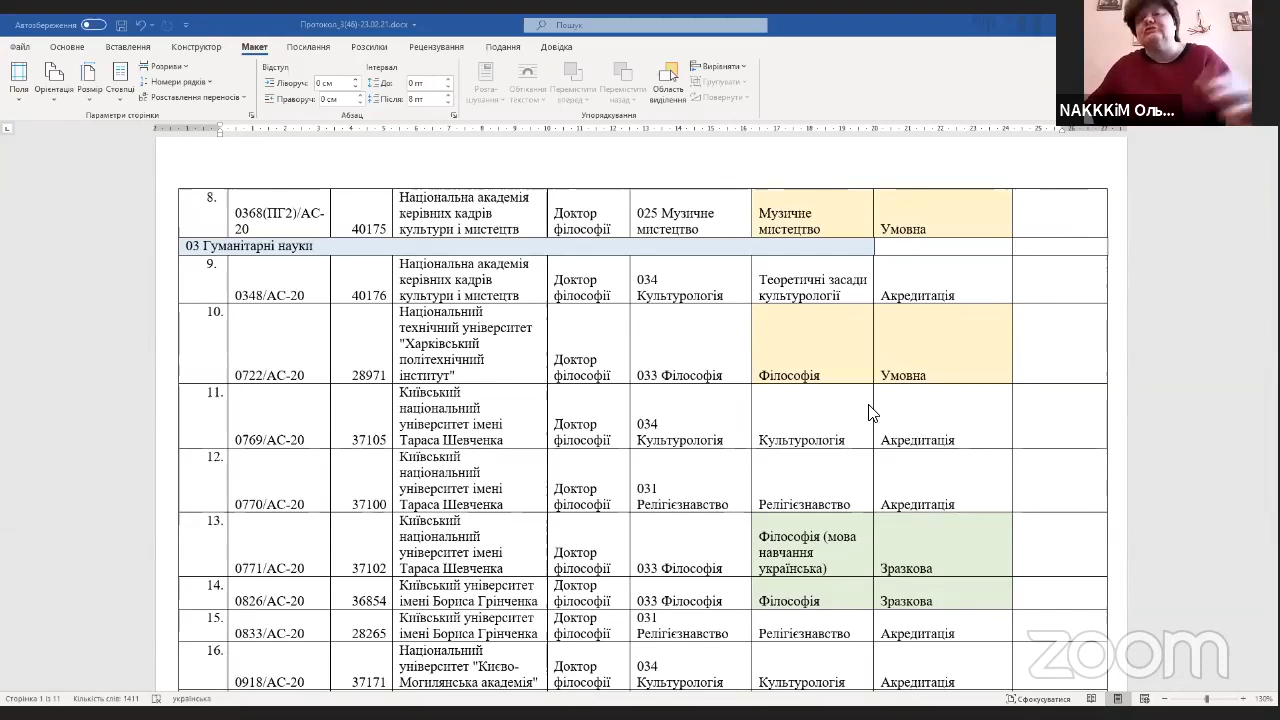 Автозбереження
Протокол_3(46)-23.02.21.docx
Пошук
Файл Основне Вставлення Конструктор Макет Посилання Розсилки Рецензування Подання Довідка
Поля
Орієнтація
Розмір
Стовпці
Розриви
Номери рядків
Розставлення переносів
Параметри сторінки
Відступ
Ліворуч: 0 см
Праворуч: 0 см
Інтервал
До: 0 пт
Після: 8 пт
Абзац
Розта-
шування
Обтікання
текстом
Перемістити
вперед
Перемістити
назад
Область
виділення
Вирівняти
Групувати
Повернути
Упорядкування
NAKKKiM Оль...
8.
0368(ПГ2)/АС-
20
40175
Національна академія
керівних кадрів
культури і мистецтв
Доктор
філософії
025 Музичне
мистецтво
Музичне
мистецтво
Умовна
03 Гуманітарні науки
9.
0348/АС-20
40176
Національна академія
керівних кадрів
культури і мистецтв
Доктор
філософії
034
Культурологія
Теоретичні засади
культурології
Акредитація
10.
0722/АС-20
28971
Національний
технічний університет
"Харківський
політехнічний
інститут"
Доктор
філософії
033 Філософія
Філософія
Умовна
11.
0769/АС-20
37105
Київський
національний
університет імені
Тараса Шевченка
Доктор
філософії
034
Культурологія
Культурологія
Акредитація
12.
0770/АС-20
37100
Київський
національний
університет імені
Тараса Шевченка
Доктор
філософії
031
Релігієзнавство
Релігієзнавство
Акредитація
13.
0771/АС-20
37102
Київський
національний
університет імені
Тараса Шевченка
Доктор
філософії
033 Філософія
Філософія (мова
навчання
українська)
Зразкова
14.
0826/АС-20
36854
Київський університет
імені Бориса Грінченка
Доктор
філософії
033 Філософія
Філософія
Зразкова
15.
0833/АС-20
28265
Київський університет
імені Бориса Грінченка
Доктор
філософії
031
Релігієзнавство
Релігієзнавство
Акредитація
16.
0918/АС-20
37171
Національний
університет "Києво-
Могилянська академія"
Доктор
філософії
034
Культурологія
Культурологія
Акредитація
zoom
Сторінка 1 із 11 Кількість слів: 1411 українська
Сфокусуватися
130%